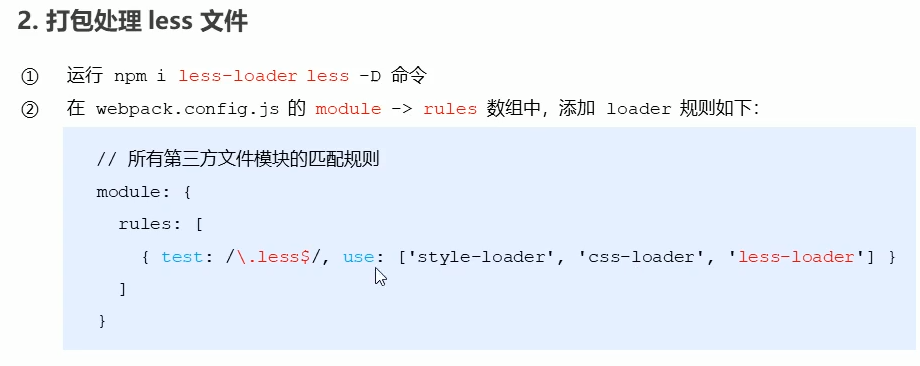 2. 打包处理 less 文件
① 运行 npm i less-loader less -D 命令
② 在 webpack.config.js 的 module -> rules 数组中，添加 loader 规则如下：
// 所有第三方文件模块的匹配规则
module: {
rules: [
{ test: /\.less$/, use: ['style-loader', 'css-loader', 'less-loader'] }
]
}